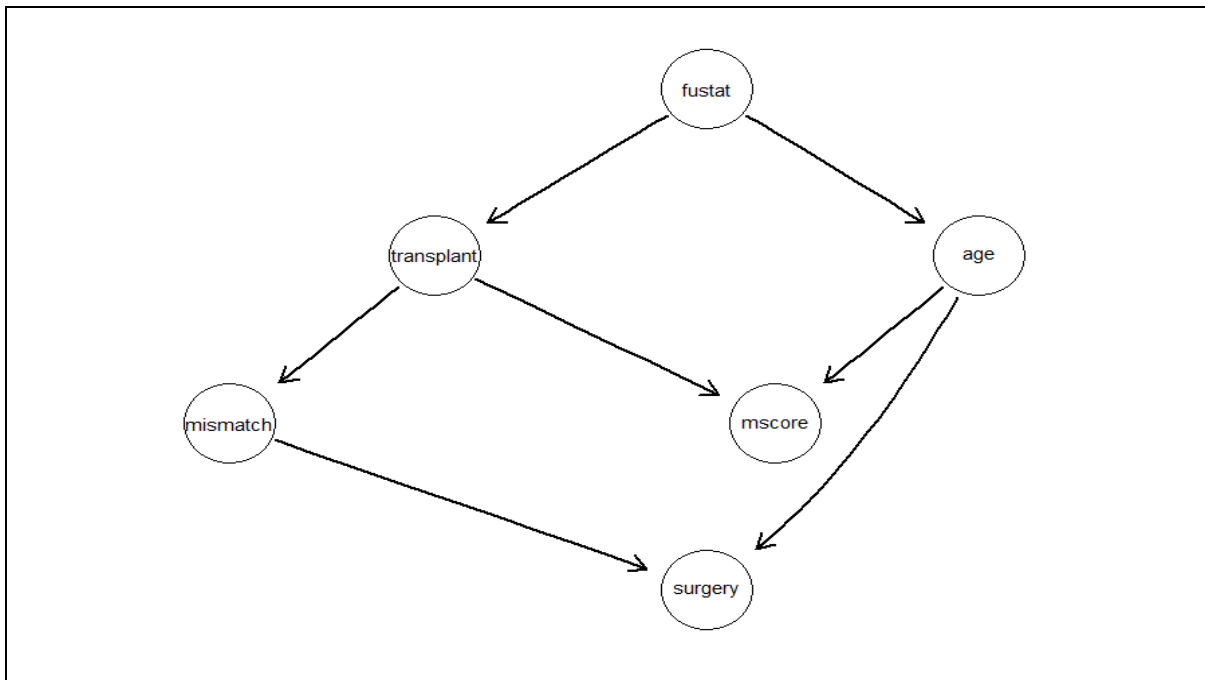 fustat
transplant
age
mismatch
mscore
surgery